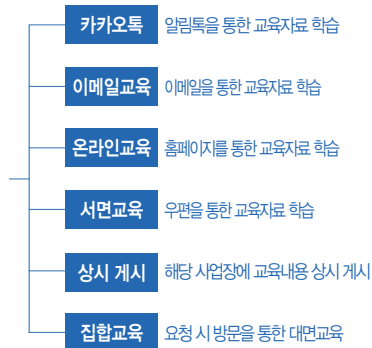 카카오톡 알림톡을 통한 교육자료 학습
이메일교육 이메일을 통한 교육자료 학습
온라인교육 홈페이지를 통한 교육자료 학습
서면교육 우편을 통한 교육자료 학습
상시 게시 해당 사업장에 교육내용 상시 게시
집합교육 요청 시 방문을 통한 대면교육